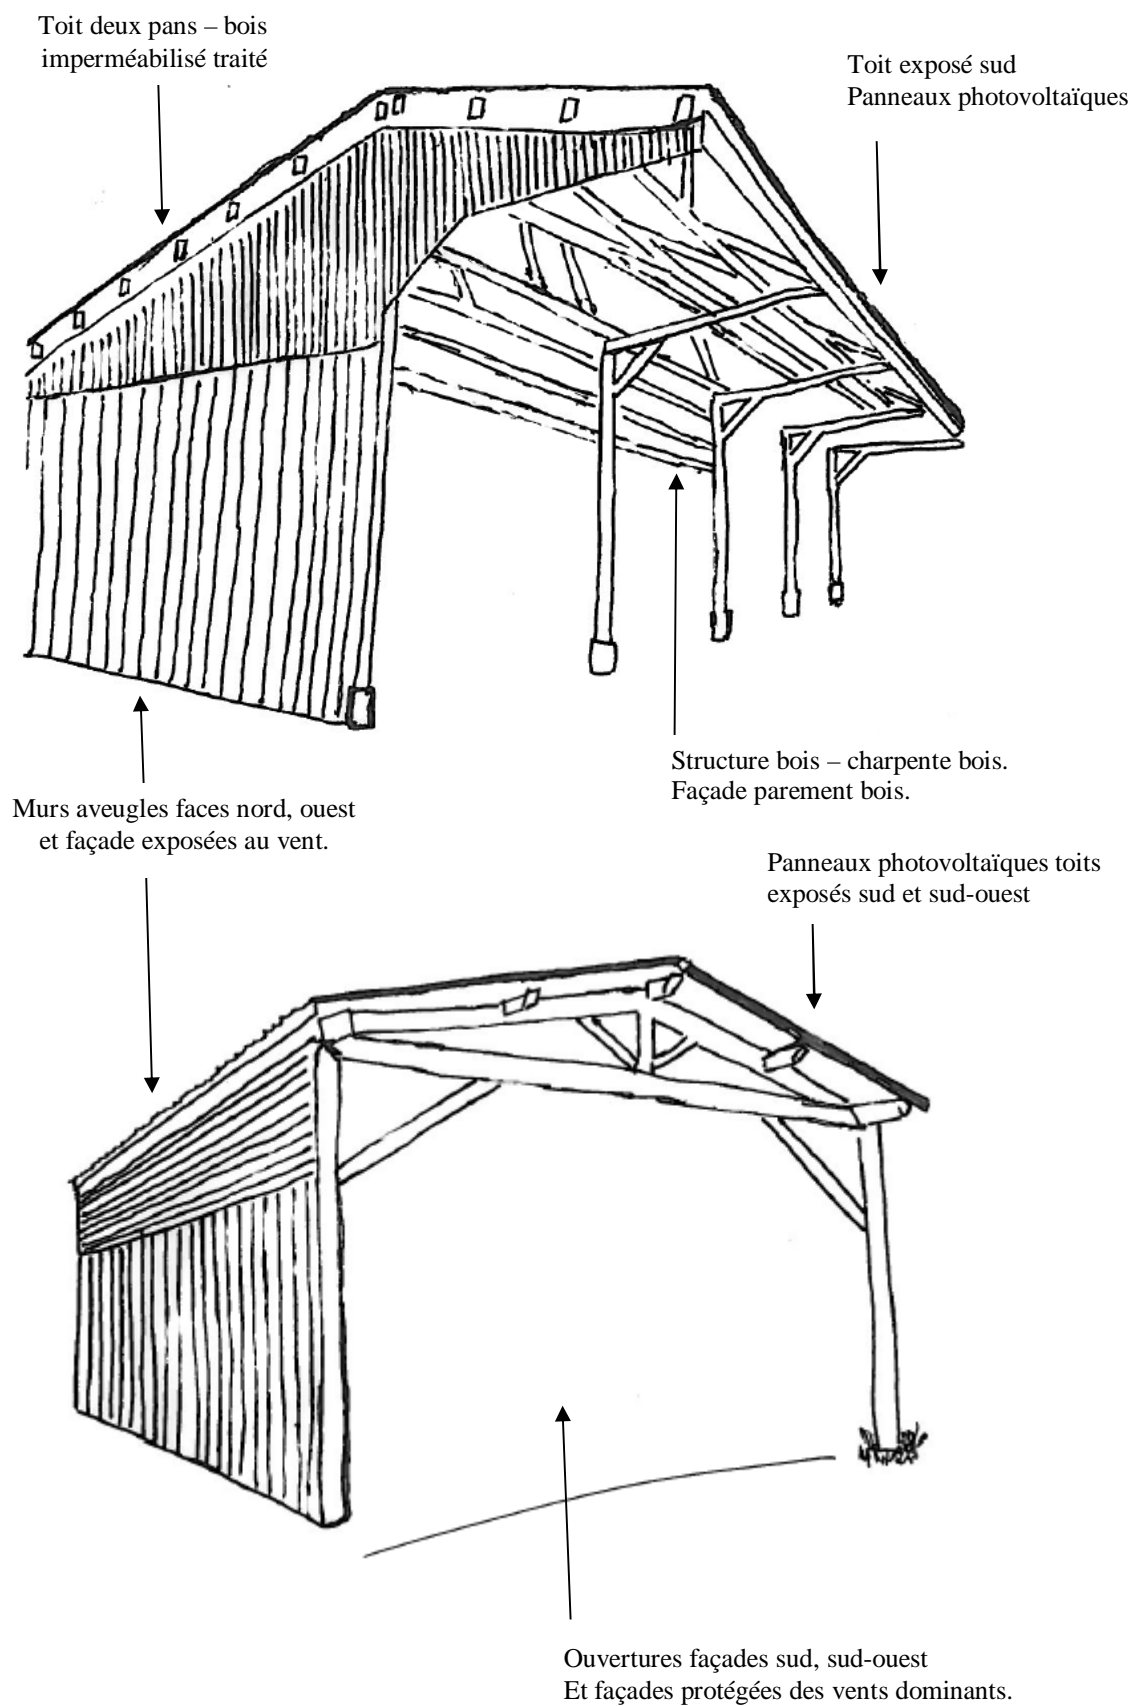 Toit deux pans – bois
imperméabilisé traité
Toit exposé sud
Panneaux photovoltaïques
Structure bois – charpente bois.
Façade parement bois.
Murs aveugles faces nord, ouest
et façade exposées au vent.
Panneaux photovoltaïques toits
exposés sud et sud-ouest
Ouvertures façades sud, sud-ouest
Et façades protégées des vents dominants.